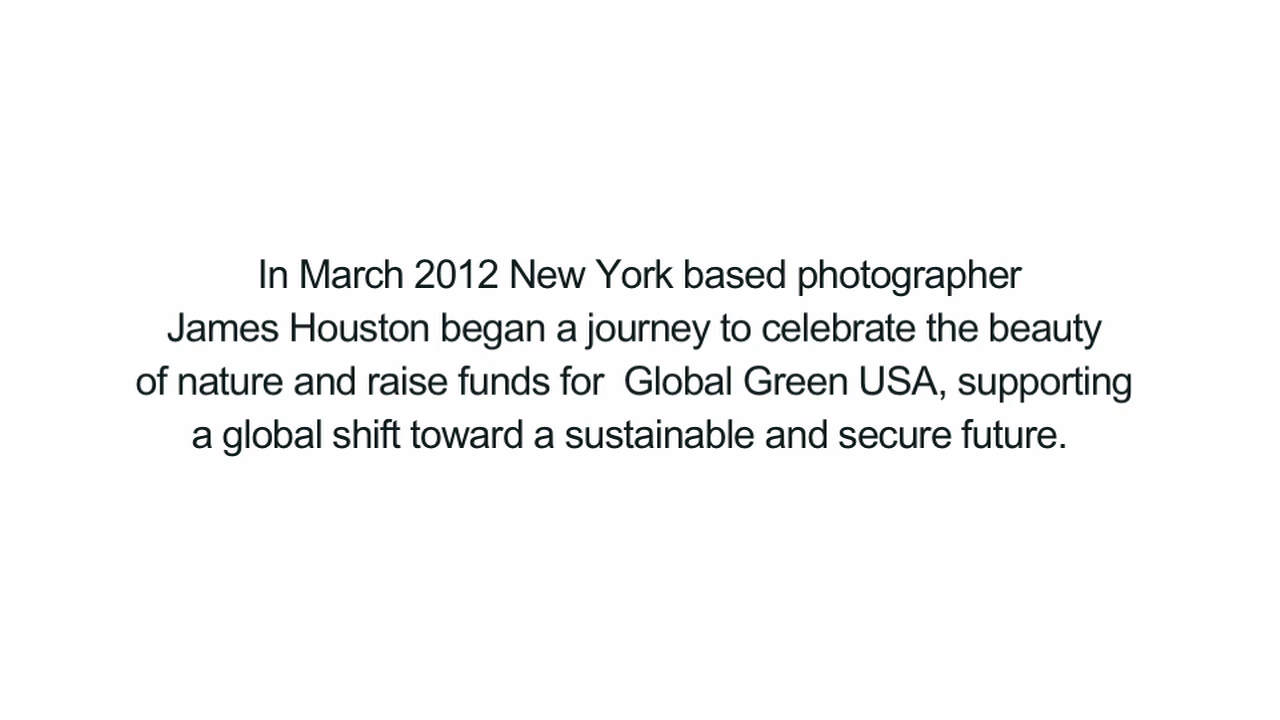 In March 2012 New York based photographer
James Houston began a journey to celebrate the beauty
of nature and raise funds for  Global Green USA, supporting
a global shift toward a sustainable and secure future.